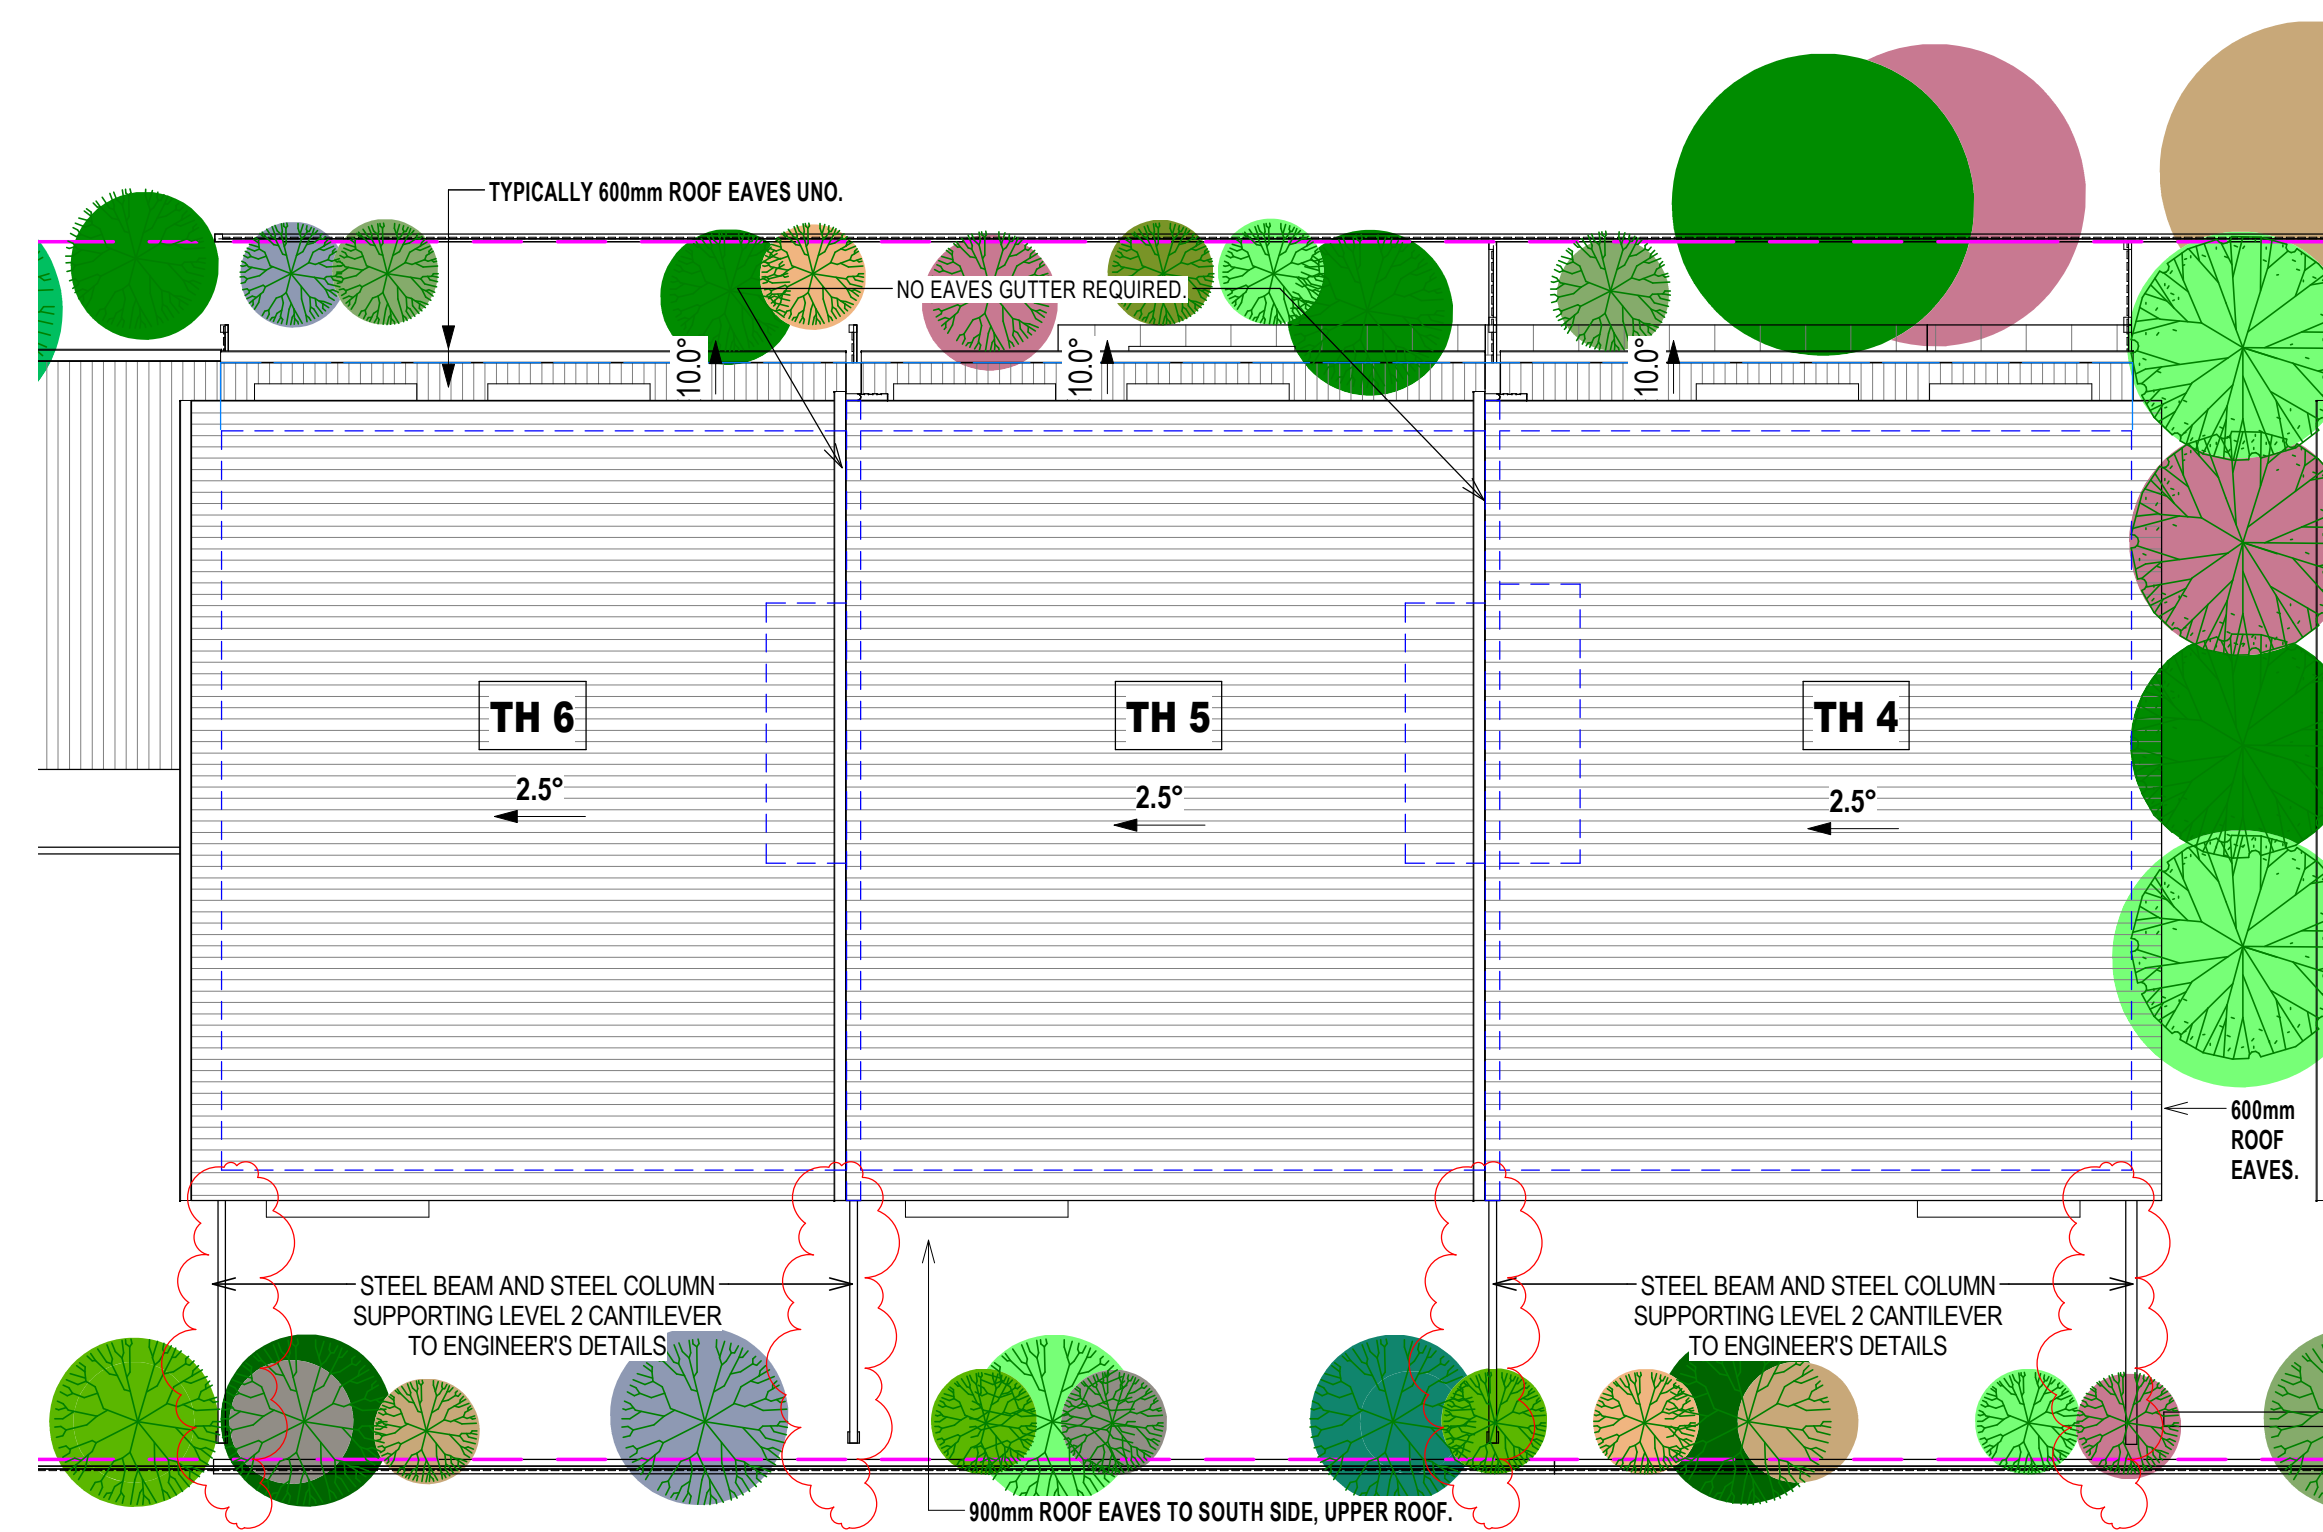 TYPICALLY 600mm ROOF EAVES UNO.
NO EAVES GUTTER REQUIRED.
10.0°
10.0°
10.0°
TH 6
TH 5
TH 4
2.5°
2.5°
2.5°
600mm
ROOF
EAVES.
STEEL BEAM AND STEEL COLUMN
SUPPORTING LEVEL 2 CANTILEVER
TO ENGINEER'S DETAILS
STEEL BEAM AND STEEL COLUMN
SUPPORTING LEVEL 2 CANTILEVER
TO ENGINEER'S DETAILS
900mm ROOF EAVES TO SOUTH SIDE, UPPER ROOF.